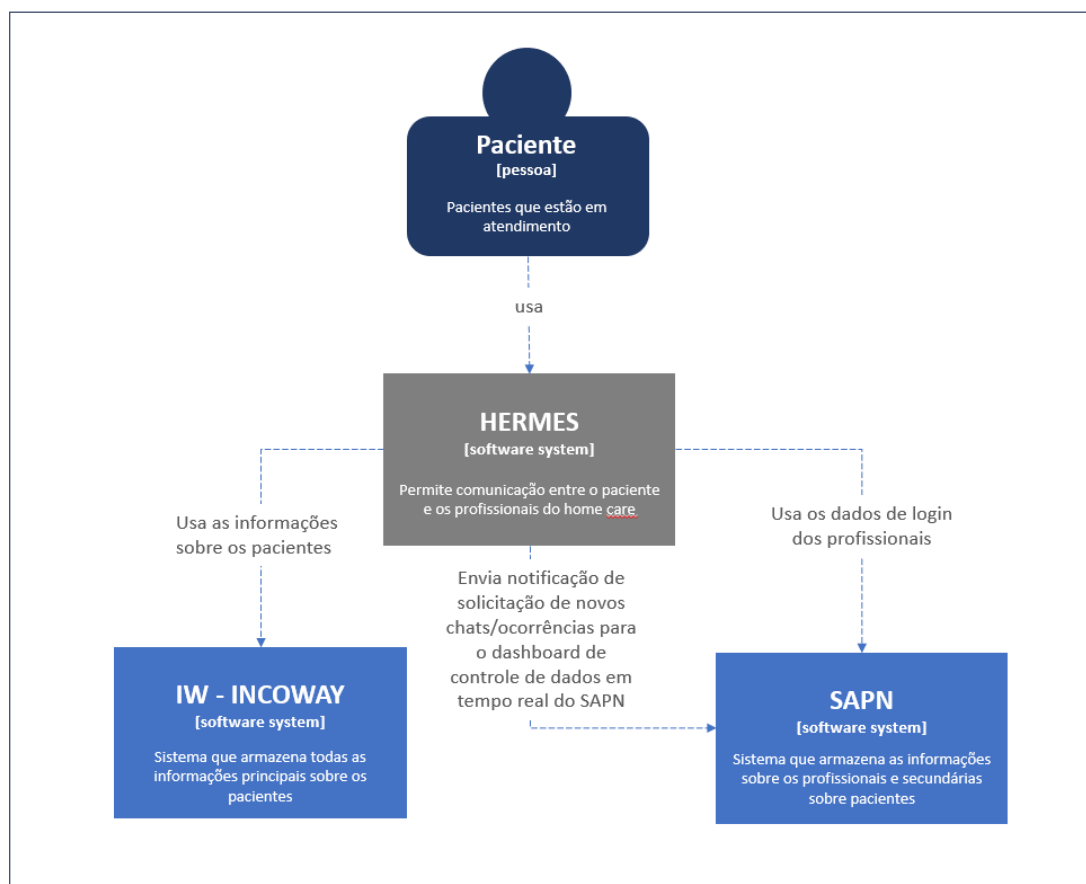 Paciente
[pessoa]
Pacientes que estão em
atendimento
usa
HERMES
[software system]
Permite comunicação entre o paciente
e os profissionais do home care
Usa as informações
sobre os pacientes
Usa os dados de login
dos profissionais
Envia notificação de
solicitação de novos
chats/ocorrências para
o dashboard de
controle de dados em
tempo real do SAPN
IW - INCOWAY
[software system]
Sistema que armazena todas as
informações principais sobre os
pacientes
SAPN
[software system]
Sistema que armazena as informações
sobre os profissionais e secundárias
sobre pacientes